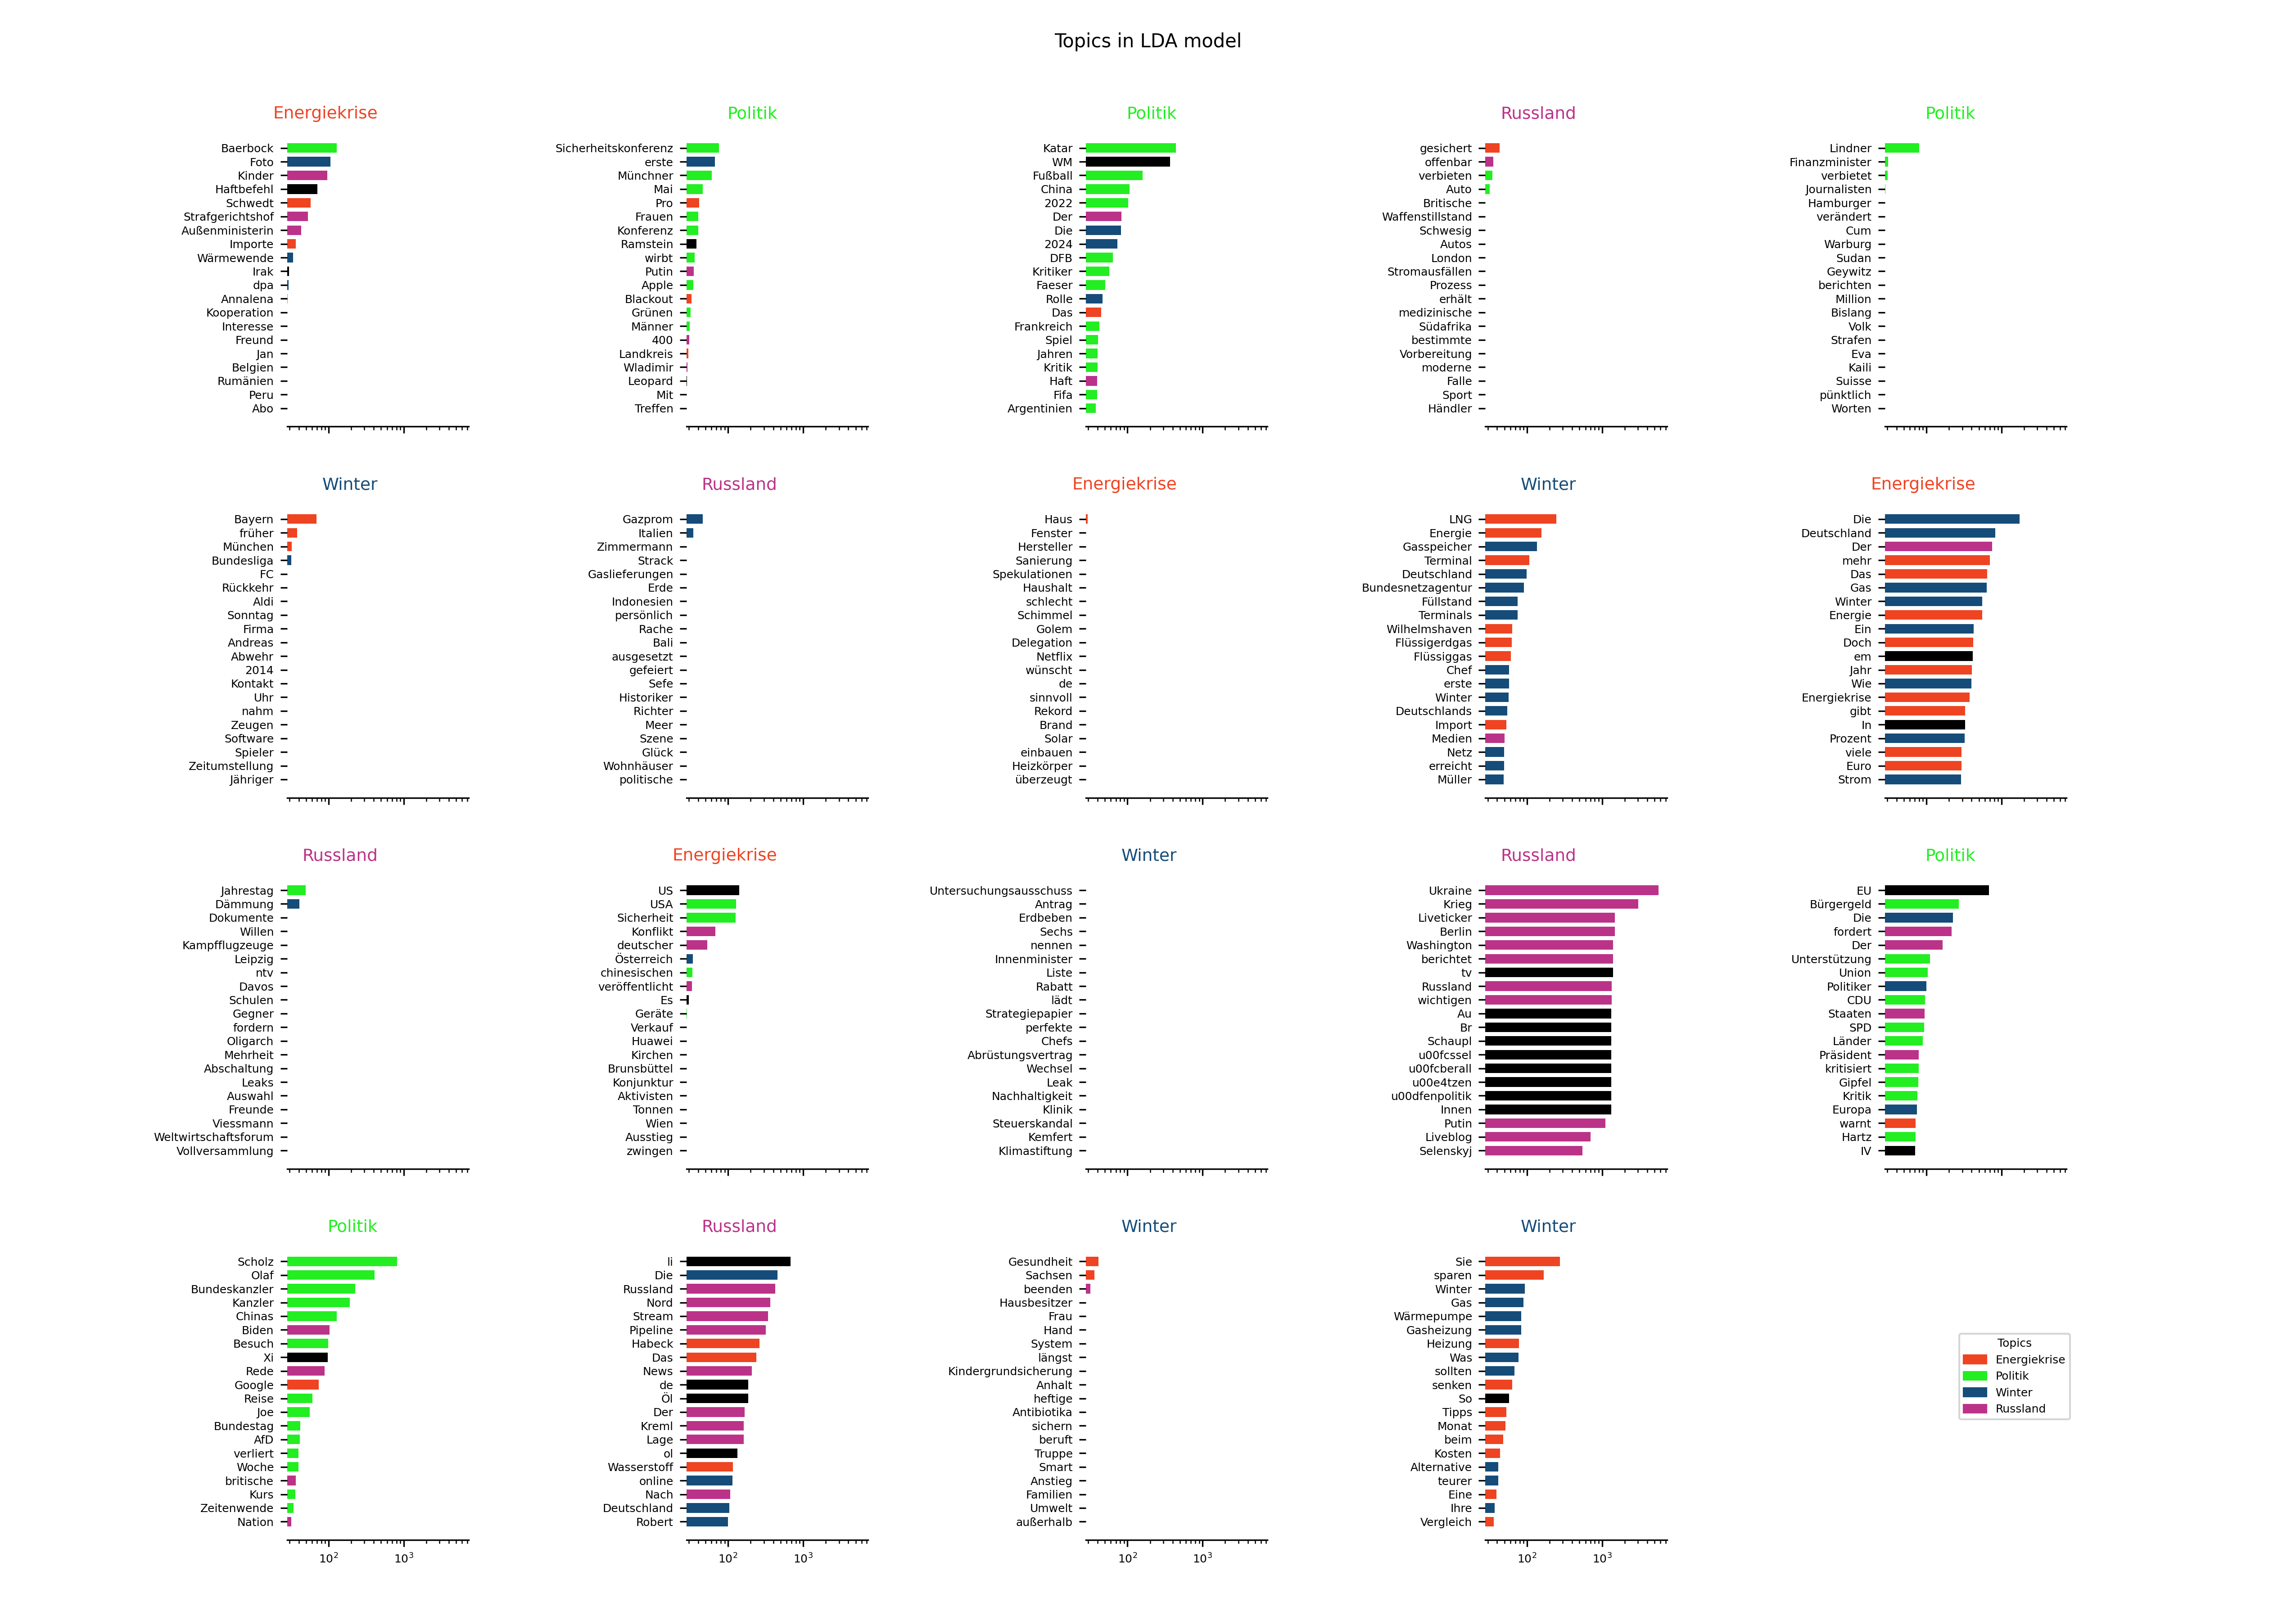 Topics in LDA model
Energiekrise
Baerbock
Foto
Kinder
Haftbefehl
Schwedt
Strafgerichtshof
Außenministerin
Importe
Wärmewende
Irak
dpa
Annalena
Kooperation
Interesse
Freund
Jan
Belgien
Rumänien
Peru
Abo
Politik
Sicherheitskonferenz
erste
Münchner
Mai
Pro
Frauen
Konferenz
Ramstein
wirbt
Putin
Apple
Blackout
Grünen
Männer
400
Landkreis
Wladimir
Leopard
Mit
Treffen
Politik
Katar
WM
Fußball
China
2022
Der
Die
2024
DFB
Kritiker
Faeser
Rolle
Das
Frankreich
Spiel
Jahren
Kritik
Haft
Fifa
Argentinien
Russland
gesichert
offenbar
verbieten
Auto
Britische
Waffenstillstand
Schwesig
Autos
London
Stromausfällen
Prozess
erhält
medizinische
Südafrika
bestimmte
Vorbereitung
moderne
Falle
Sport
Händler
Politik
Lindner
Finanzminister
verbietet
Journalisten
Hamburger
verändert
Cum
Warburg
Sudan
Geywitz
berichten
Million
Bislang
Volk
Strafen
Eva
Kaili
Suisse
pünktlich
Worten
Winter
Bayern
früher
München
Bundesliga
FC
Rückkehr
Aldi
Sonntag
Firma
Andreas
Abwehr
2014
Kontakt
Uhr
nahm
Zeugen
Software
Spieler
Zeitumstellung
Jähriger
Russland
Gazprom
Italien
Zimmermann
Strack
Gaslieferungen
Erde
Indonesien
persönlich
Rache
Bali
ausgesetzt
gefeiert
Sefe
Historiker
Richter
Meer
Szene
Glück
Wohnhäuser
politische
Energiekrise
Haus
Fenster
Hersteller
Sanierung
Spekulationen
Haushalt
schlecht
Schimmel
Golem
Delegation
Netflix
wünscht
de
sinnvoll
Rekord
Brand
Solar
einbauen
Heizkörper
überzeugt
Winter
LNG
Energie
Gasspeicher
Terminal
Deutschland
Bundesnetzagentur
Füllstand
Terminals
Wilhelmshaven
Flüssigerdgas
Flüssiggas
Chef
erste
Winter
Deutschlands
Import
Medien
Netz
erreicht
Müller
Energiekrise
Die
Deutschland
Der
mehr
Das
Gas
Winter
Energie
Ein
Doch
em
Jahr
Wie
Energiekrise
gibt
In
Prozent
viele
Euro
Strom
Russland
Jahrestag
Dämmung
Dokumente
Willen
Kampfflugzeuge
Leipzig
ntv
Davos
Schulen
Gegner
fordern
Oligarch
Mehrheit
Abschaltung
Leaks
Auswahl
Freunde
Viessmann
Weltwirtschaftsforum
Vollversammlung
Energiekrise
US
USA
Sicherheit
Konflikt
deutscher
Österreich
chinesischen
veröffentlicht
Es
Geräte
Verkauf
Huawei
Kirchen
Brunsbüttel
Konjunktur
Aktivisten
Tonnen
Wien
Ausstieg
zwingen
Winter
Untersuchungsausschuss
Antrag
Erdbeben
Sechs
nennen
Innenminister
Liste
Rabatt
lädt
Strategiepapier
perfekte
Chefs
Abrüstungsvertrag
Wechsel
Leak
Nachhaltigkeit
Klinik
Steuerskandal
Kemfert
Klimastiftung
Russland
Ukraine
Krieg
Liveticker
Berlin
Washington
berichtet
tv
Russland
wichtigen
Au
Br
Schaupl
u00fcssel
u00fcberall
u00e4tzen
u00dfenpolitik
Innen
Putin
Liveblog
Selenskyj
Politik
EU
Bürgergeld
Die
fordert
Der
Unterstützung
Union
Politiker
CDU
Staaten
SPD
Länder
Präsident
kritisiert
Gipfel
Kritik
Europa
warnt
Hartz
IV
Politik
Scholz
Olaf
Bundeskanzler
Kanzler
Chinas
Biden
Besuch
Xi
Rede
Google
Reise
Joe
Bundestag
AfD
verliert
Woche
britische
Kurs
Zeitenwende
Nation
10²
10³
Russland
li
Die
Russland
Nord
Stream
Pipeline
Habeck
Das
News
de
Öl
Der
Kreml
Lage
ol
Wasserstoff
online
Nach
Deutschland
Robert
10²
10³
Winter
Gesundheit
Sachsen
beenden
Hausbesitzer
Frau
Hand
System
längst
Kindergrundsicherung
Anhalt
heftige
Antibiotika
sichern
beruft
Truppe
Smart
Anstieg
Familien
Umwelt
außerhalb
10²
10³
Winter
Sie
sparen
Winter
Gas
Wärmepumpe
Gasheizung
Heizung
Was
sollten
senken
So
Tipps
Monat
beim
Kosten
Alternative
teurer
Eine
Ihre
Vergleich
10²
10³
Topics
Energiekrise
Politik
Winter
Russland